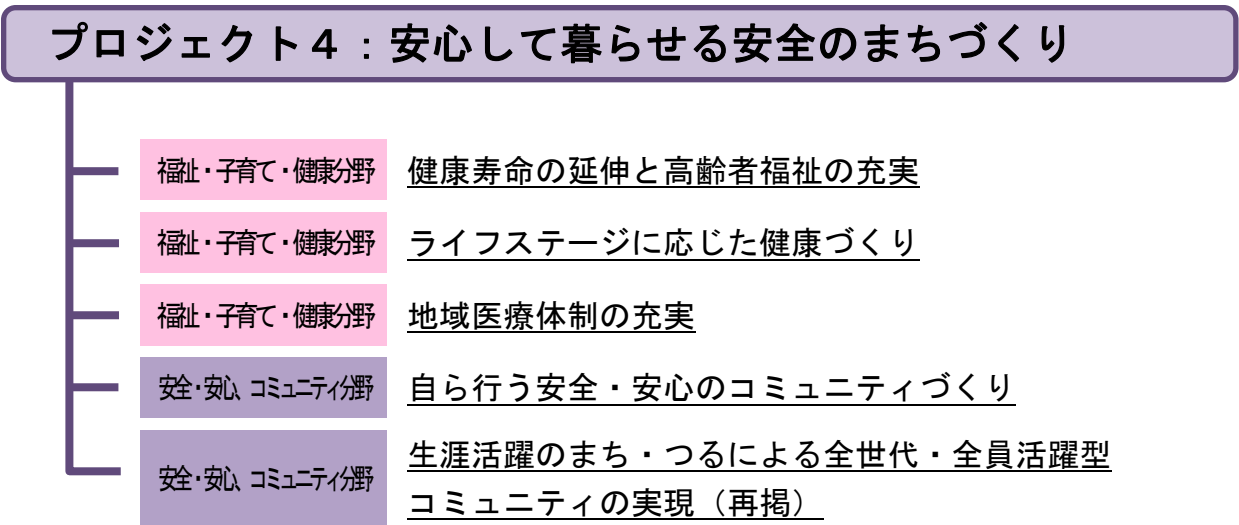 プロジェクト４：安心して暮らせる安全のまちづくり
福祉・子育て・健康分野 健康寿命の延伸と高齢者福祉の充実
福祉・子育て・健康分野 ライフステージに応じた健康づくり
福祉・子育て・健康分野 地域医療体制の充実
安全・安心、コミュニティ分野 自ら行う安全・安心のコミュニティづくり
安全・安心、コミュニティ分野 生涯活躍のまち・つるによる全世代・全員活躍型
コミュニティの実現（再掲）